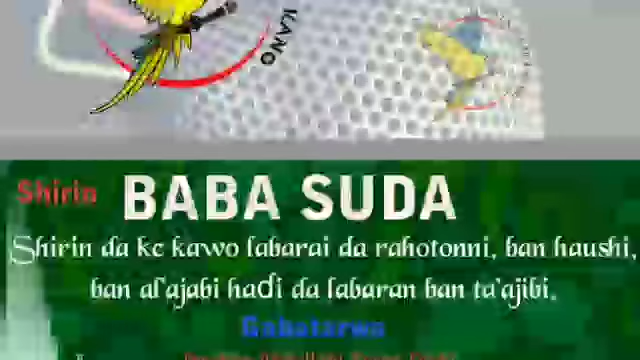 KANO
Shirin BABA SUDA
Shirin da ke kawo labarai da rahotonni, ban haushi,
ban al'ajabi haɗi da labaran ban ta'ajibi.
Gabatarwa